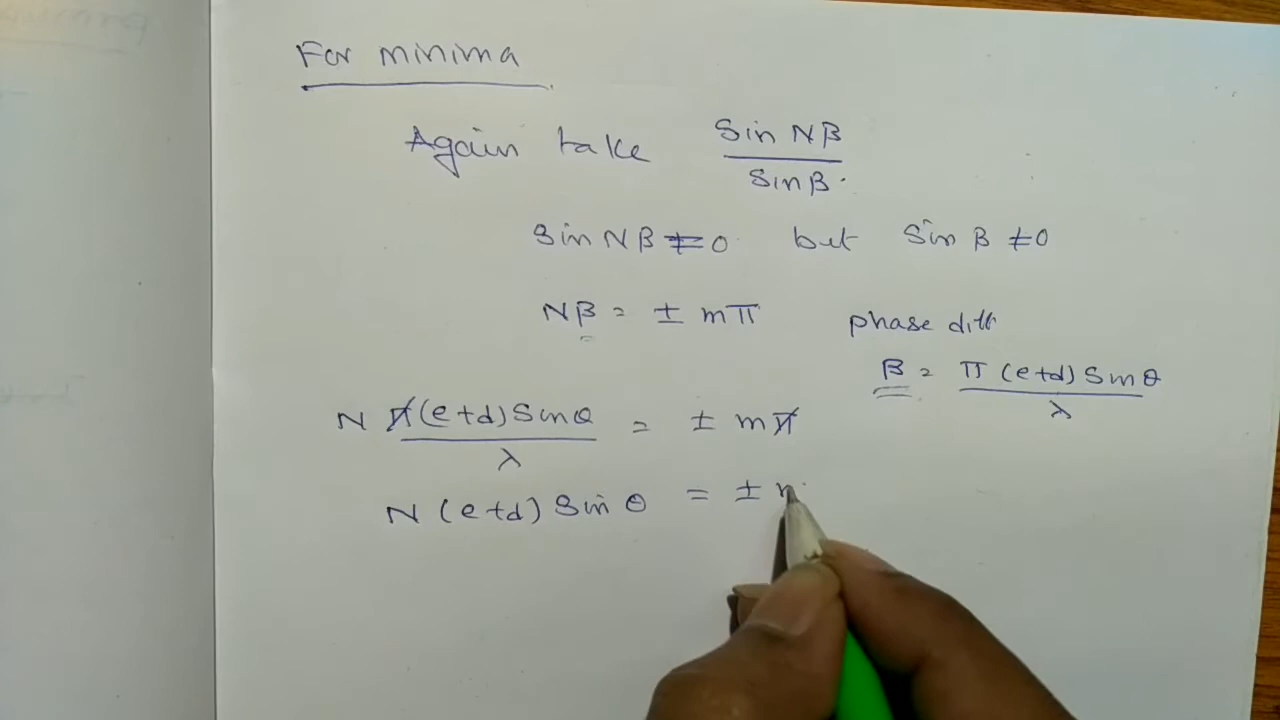 For minima
Again take Sin Nβ / Sin β.
Sin Nβ = 0 but Sin β ≠ 0
Nβ = ± mπ
phase diff
β = π (e+d) Sin θ / λ
N π (e+d) Sin θ / λ = ± mπ
N (e+d) Sin θ = ±